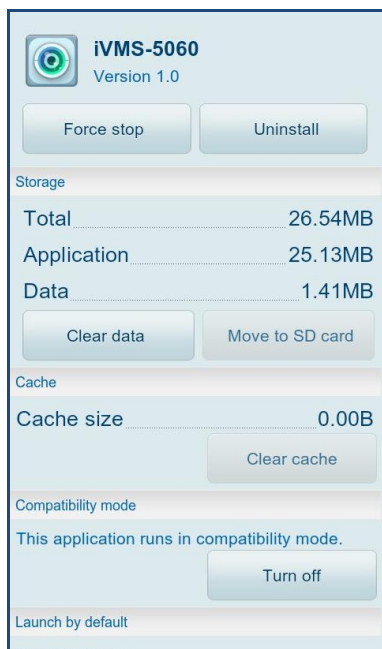 iVMS-5060
Version 1.0
Force stop Uninstall
Storage
Total 26.54MB
Application 25.13MB
Data 1.41MB
Clear data Move to SD card
Cache
Cache size 0.00B
Clear cache
Compatibility mode
This application runs in compatibility mode.
Turn off
Launch by default